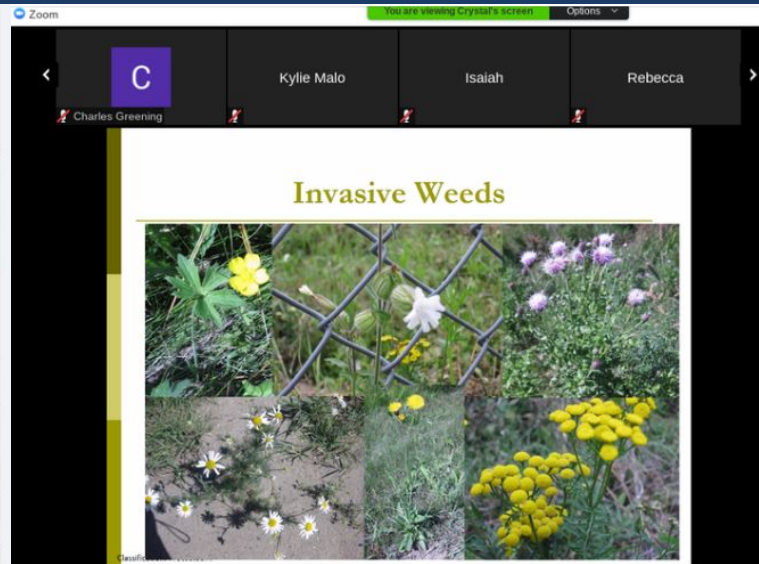 Zoom
You are viewing Crystal's screen
Options
C
Kylie Malo
Isaiah
Rebecca
Charles Greening
Invasive Weeds